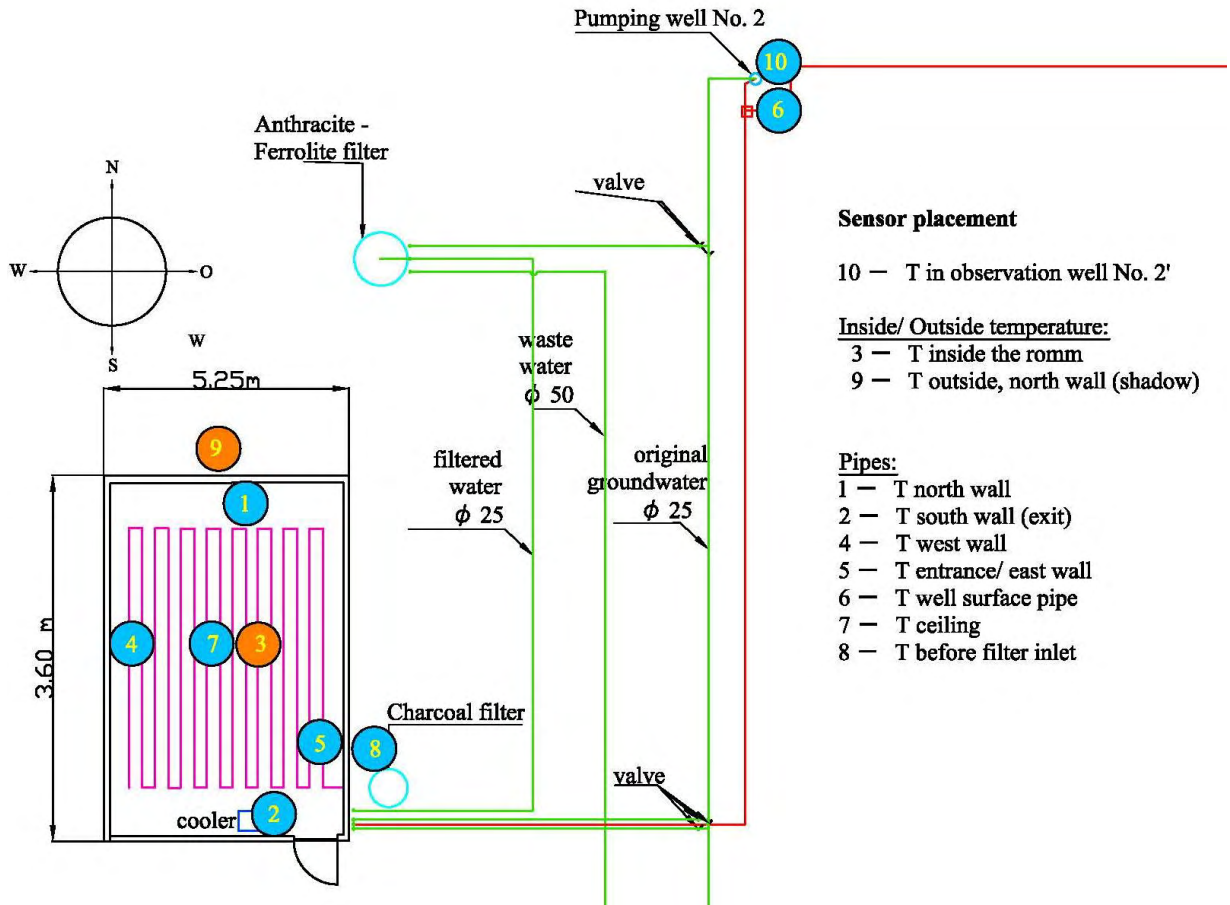 Pumping well No. 2
10
6
Anthracite -
Ferrolite filter
valve
N
W
O
S
W
Sensor placement
10 — T in observation well No. 2'
Inside/ Outside temperature:
3 — T inside the romm
9 — T outside, north wall (shadow)
5.25m
waste
water
ϕ 50
9
filtered
water
ϕ 25
original
groundwater
ϕ 25
Pipes:
1 — T north wall
2 — T south wall (exit)
4 — T west wall
5 — T entrance/ east wall
6 — T well surface pipe
7 — T ceiling
8 — T before filter inlet
1
3.60 m
4
7
3
5
8
Charcoal filter
valve
cooler
2